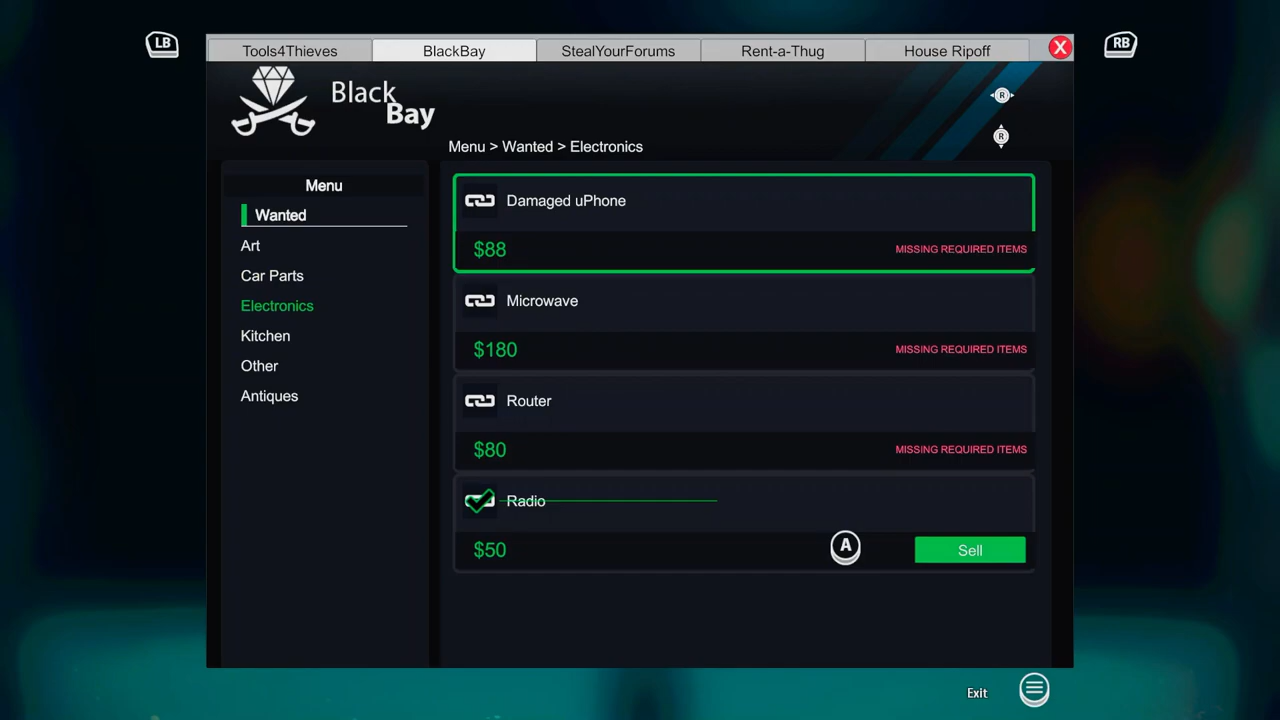 LB
RB
Tools4Thieves
BlackBay
StealYourForums
Rent-a-Thug
House Ripoff
X
Black
Bay
R
R
Menu > Wanted > Electronics
Menu
Wanted
Art
Car Parts
Electronics
Kitchen
Other
Antiques
Damaged uPhone
$88
MISSING REQUIRED ITEMS
Microwave
$180
MISSING REQUIRED ITEMS
Router
$80
MISSING REQUIRED ITEMS
Radio
$50
A
Sell
Exit